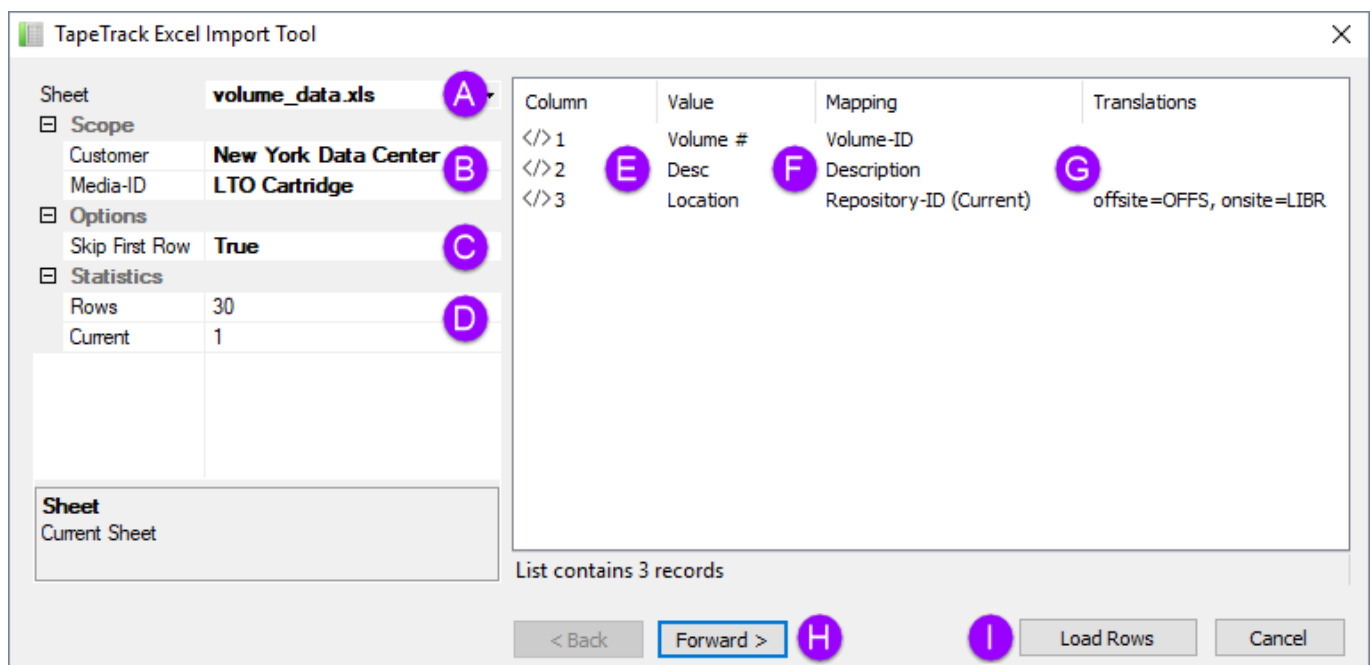 TapeTrack Excel Import Tool
Sheet volume_data.xls A
Scope
Customer New York Data Center
B
Media-ID LTO Cartridge
Options
Skip First Row True C
Statistics
Rows 30
D
Current 1
Sheet
Current Sheet
Column Value Mapping Translations
</> 1 Volume # Volume-ID
</> 2 E Desc F Description G
</> 3 Location Repository-ID (Current) offsite=OFFS, onsite=LIBR
List contains 3 records
< Back Forward > H I Load Rows Cancel